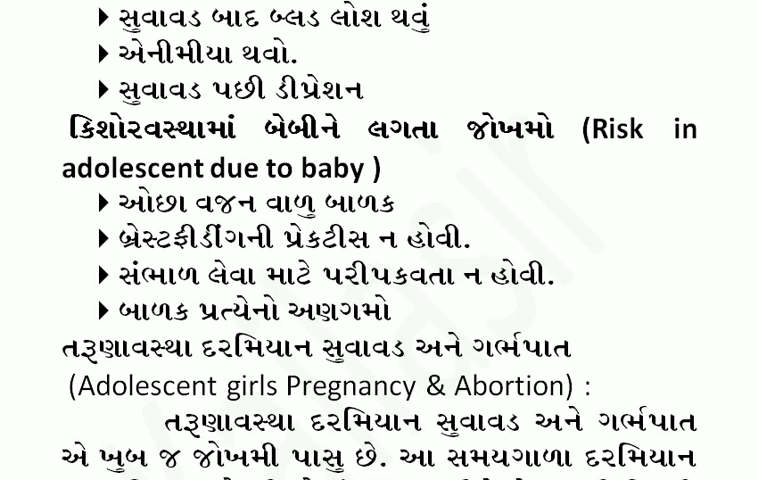 ▶ સુવાવડ બાદ બ્લડ લોશ થવું
▶ એનીમીયા થવો.
▶ સુવાવડ પછી ડીપ્રેશન
કિશોરવસ્થામાં બેબીને લગતા જોખમો (Risk in
adolescent due to baby )
▶ ઓછા વજન વાળુ બાળક
▶ બ્રેસ્ટફીડીંગની પ્રેકટીસ ન હોવી.
▶ સંભાળ લેવા માટે પરીપકવતા ન હોવી.
▶ બાળક પ્રત્યેનો અણગમો
તરૂણાવસ્થા દરમિયાન સુવાવડ અને ગર્ભપાત
(Adolescent girls Pregnancy & Abortion) :
તરૂણાવસ્થા દરમિયાન સુવાવડ અને ગર્ભપાત
એ ખુબ જ જોખમી પાસુ છે. આ સમયગાળા દરમિયાન